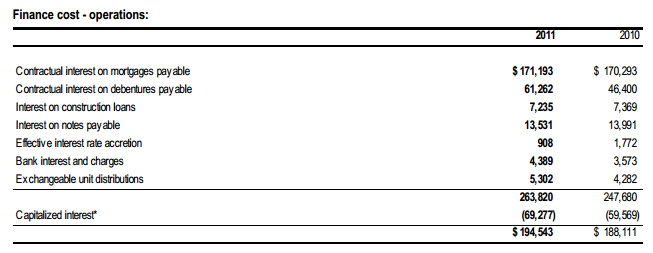 Finance cost - operations:
2011 2010
Contractual interest on mortgages payable $ 171,193 $ 170,293
Contractual interest on debentures payable 61,262 46,400
Interest on construction loans 7,235 7,369
Interest on notes payable 13,531 13,991
Effective interest rate accretion 908 1,772
Bank interest and charges 4,389 3,573
Exchangeable unit distributions 5,302 4,282
263,820 247,680
Capitalized interest* (69,277) (59,569)
$ 194,543 $ 188,111